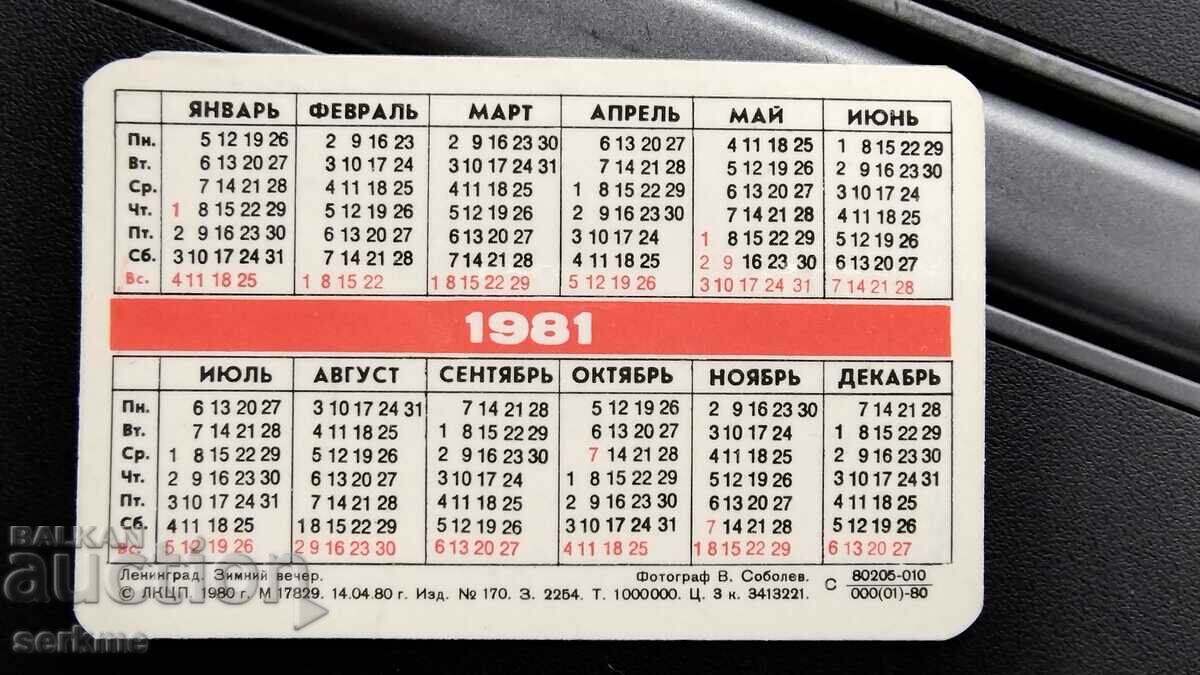 ЯНВАРЬ ФЕВРАЛЬ МАРТ АПРЕЛЬ МАЙ ИЮНЬ
Пн. 5 12 19 26 2 9 16 23 2 9 16 23 30 6 13 20 27 4 11 18 25 1 8 15 22 29
Вт. 6 13 20 27 3 10 17 24 3 10 17 24 31 7 14 21 28 5 12 19 26 2 9 16 23 30
Ср. 7 14 21 28 4 11 18 25 4 11 18 25 1 8 15 22 29 6 13 20 27 3 10 17 24
Чт. 1 8 15 22 29 5 12 19 26 5 12 19 26 2 9 16 23 30 7 14 21 28 4 11 18 25
Пт. 2 9 16 23 30 6 13 20 27 6 13 20 27 3 10 17 24 1 8 15 22 29 5 12 19 26
Сб. 3 10 17 24 31 7 14 21 28 7 14 21 28 4 11 18 25 2 9 16 23 30 6 13 20 27
Вс. 4 11 18 25 1 8 15 22 1 8 15 22 29 5 12 19 26 3 10 17 24 31 7 14 21 28
1981
ИЮЛЬ АВГУСТ СЕНТЯБРЬ ОКТЯБРЬ НОЯБРЬ ДЕКАБРЬ
Пн. 6 13 20 27 3 10 17 24 31 7 14 21 28 5 12 19 26 2 9 16 23 30 7 14 21 28
Вт. 7 14 21 28 4 11 18 25 1 8 15 22 29 6 13 20 27 3 10 17 24 1 8 15 22 29
Ср. 1 8 15 22 29 5 12 19 26 2 9 16 23 30 7 14 21 28 4 11 18 25 2 9 16 23 30
Чт. 2 9 16 23 30 6 13 20 27 3 10 17 24 1 8 15 22 29 5 12 19 26 3 10 17 24 31
Пт. 3 10 17 24 31 7 14 21 28 4 11 18 25 2 9 16 23 30 6 13 20 27 4 11 18 25
Сб. 4 11 18 25 1 8 15 22 29 5 12 19 26 3 10 17 24 31 7 14 21 28 5 12 19 26
Вс. 5 12 19 26 2 9 16 23 30 6 13 20 27 4 11 18 25 1 8 15 22 29 6 13 20 27
Ленинград. Зимний вечер. Фотограф В. Соболев.
© ЛКЦП. 1980 г. М 17829. 14.04.80 г. Изд. № 170. З. 2254. Т. 1000000. Ц. 3 к. 3413221.
С 80205-010
000(01)-80
BALKAN
auction
serkme